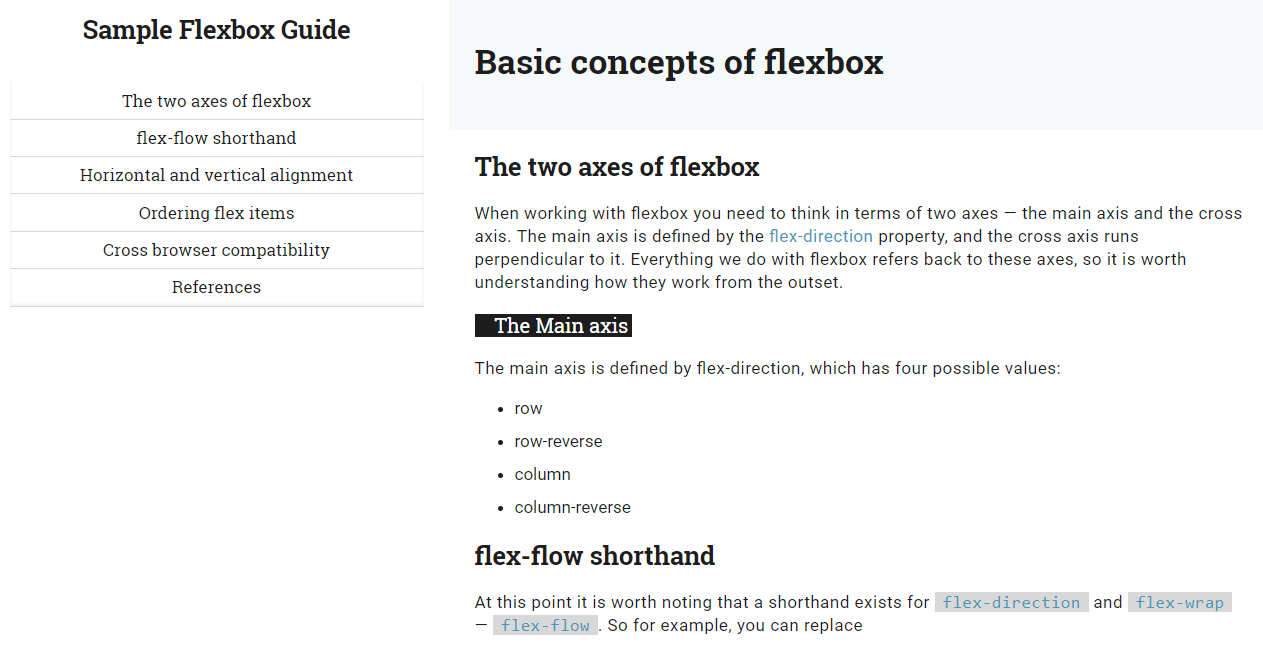 Sample Flexbox Guide
The two axes of flexbox
flex-flow shorthand
Horizontal and vertical alignment
Ordering flex items
Cross browser compatibility
References
Basic concepts of flexbox
The two axes of flexbox
When working with flexbox you need to think in terms of two axes — the main axis and the cross
axis. The main axis is defined by the flex-direction property, and the cross axis runs
perpendicular to it. Everything we do with flexbox refers back to these axes, so it is worth
understanding how they work from the outset.
The Main axis
The main axis is defined by flex-direction, which has four possible values:
• row
• row-reverse
• column
• column-reverse
flex-flow shorthand
At this point it is worth noting that a shorthand exists for flex-direction and flex-wrap
— flex-flow. So for example, you can replace